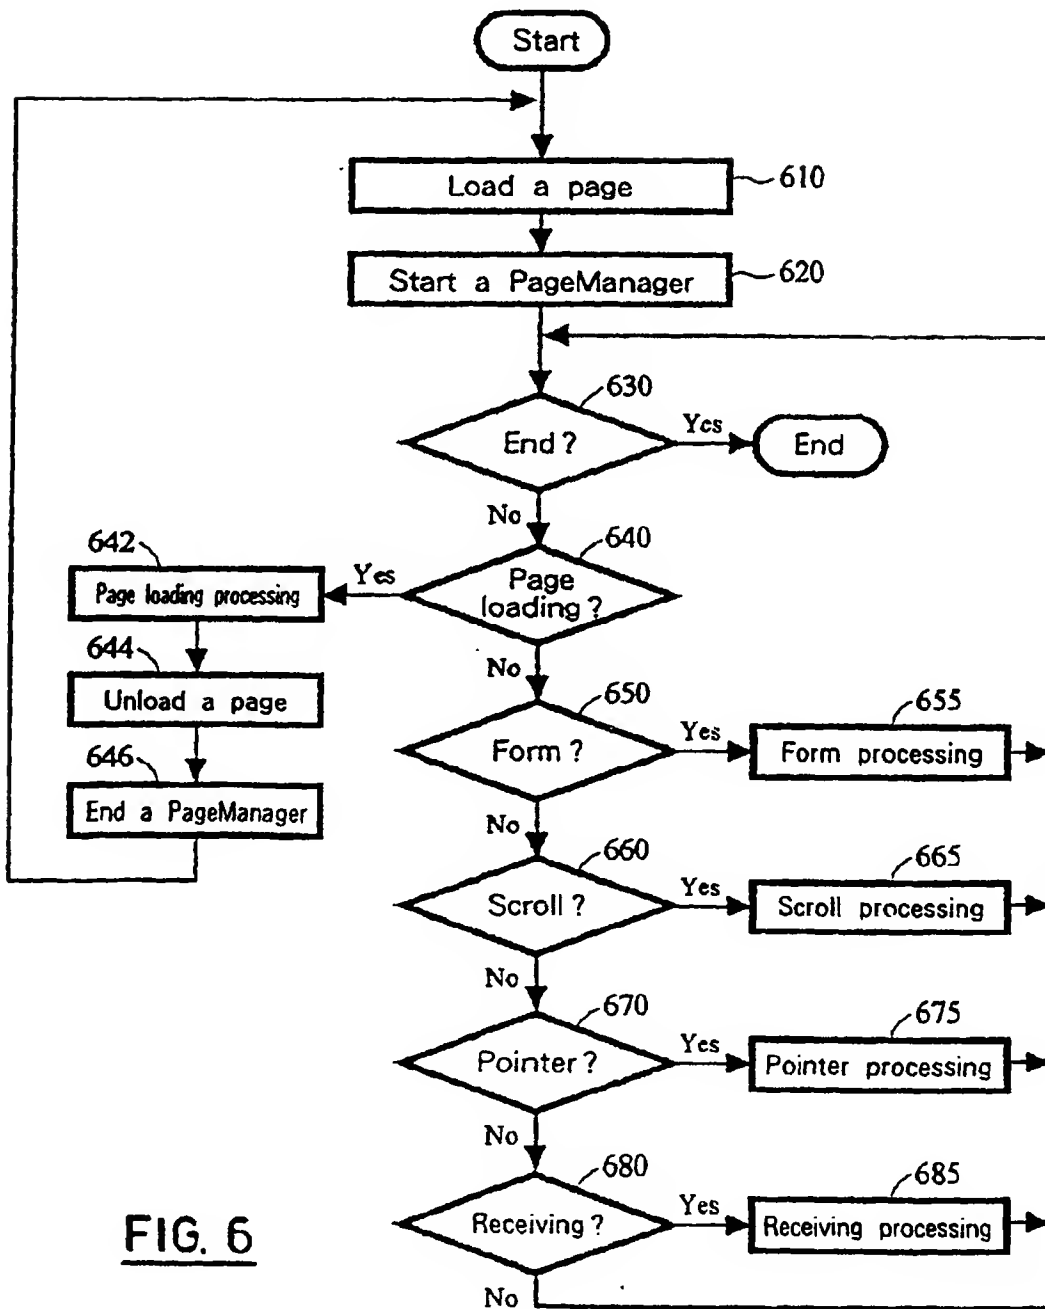 Start
Load a page
610
Start a PageManager
620
630
End?
Yes
End
No
640
642
Page
loading?
Yes
Page loading processing
No
644
650
Unload a page
Form?
Yes
655
Form processing
646
End a PageManager
No
660
Scroll?
Yes
665
Scroll processing
No
670
Pointer?
Yes
675
Pointer processing
No
680
Receiving?
Yes
685
Receiving processing
No
FIG. 6